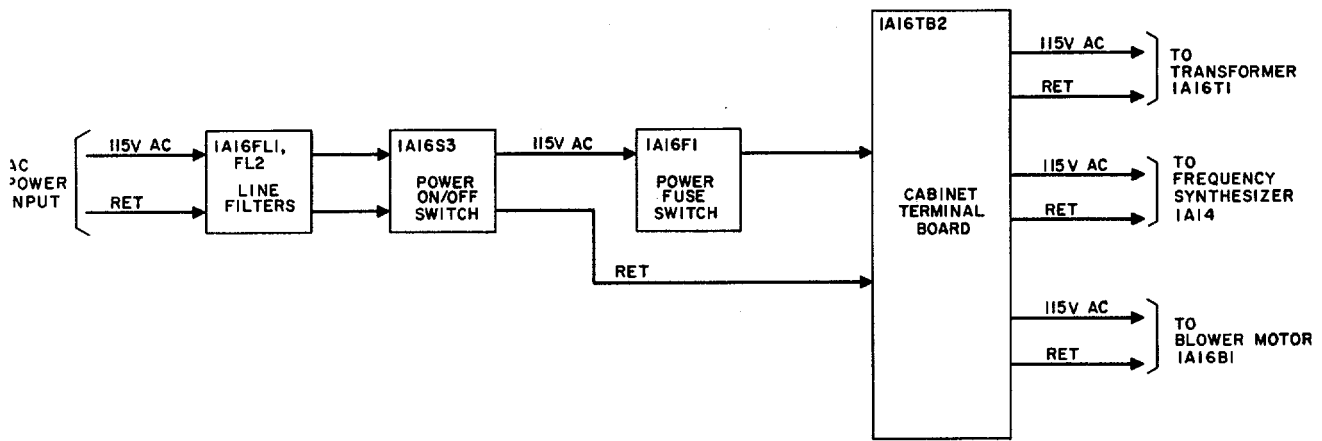 115V AC
RET
1A16FL1,
FL2
LINE
FILTERS
1A16S3
POWER
ON/OFF
SWITCH
115V AC
RET
1A16F1
POWER
FUSE
SWITCH
1A16TB2
CABINET
TERMINAL
BOARD
115V AC
RET
TO
TRANSFORMER
1A16T1
115V AC
RET
TO
FREQUENCY
SYNTHESIZER
1A14
115V AC
RET
TO
BLOWER MOTOR
1A16B1
AC
POWER
INPUT